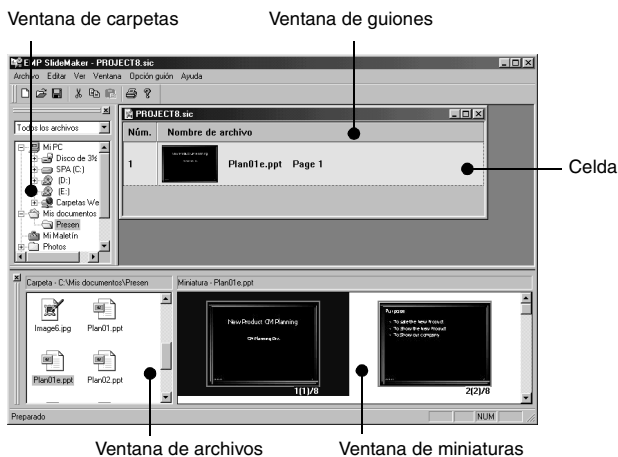 Ventana de carpetas
Ventana de guiones
EMP SlideMaker - PROJECT8.sic
Archivo Editar Ver Ventana Opción guión Ayuda
PROJECT8.sic
Todos los archivos
Núm. Nombre de archivo
Mi PC
Disco de 3½
SPA (C:)
(D:)
(E:)
Carpetas We
Mis documentos
Presen
Mi Maletín
Photos
1 Plan01e.ppt Page 1
Celda
Carpeta - C:\Mis documentos\Presen
Miniatura - Plan01e.ppt
Image6.jpg
Plan01.ppt
Plan01e.ppt
Plan02.ppt
New Product CM Planning
CM Planning Div.
1(1)/8
Purpose
To sale the New Product
To Show the New Product
To Show our company
2(2)/8
Preparado
NUM
Ventana de archivos
Ventana de miniaturas